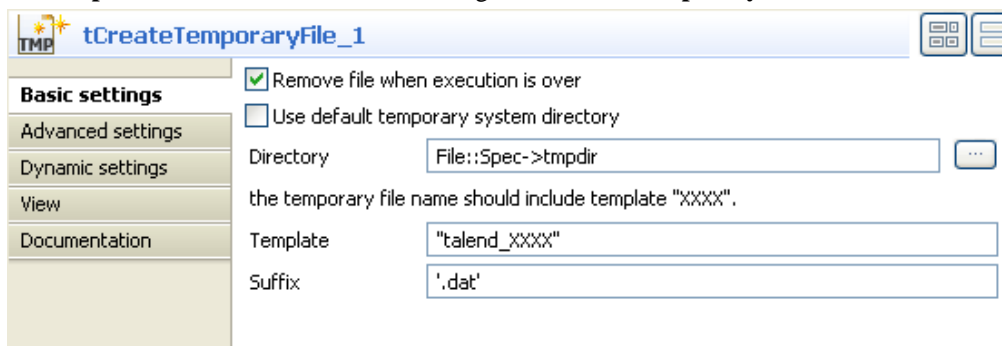 TMP
tCreateTemporaryFile_1
Basic settings
Advanced settings
Dynamic settings
View
Documentation
Remove file when execution is over
Use default temporary system directory
Directory
File::Spec->tmpdir
...
the temporary file name should include template "XXXX".
Template
"talend_XXXX"
Suffix
'.dat'